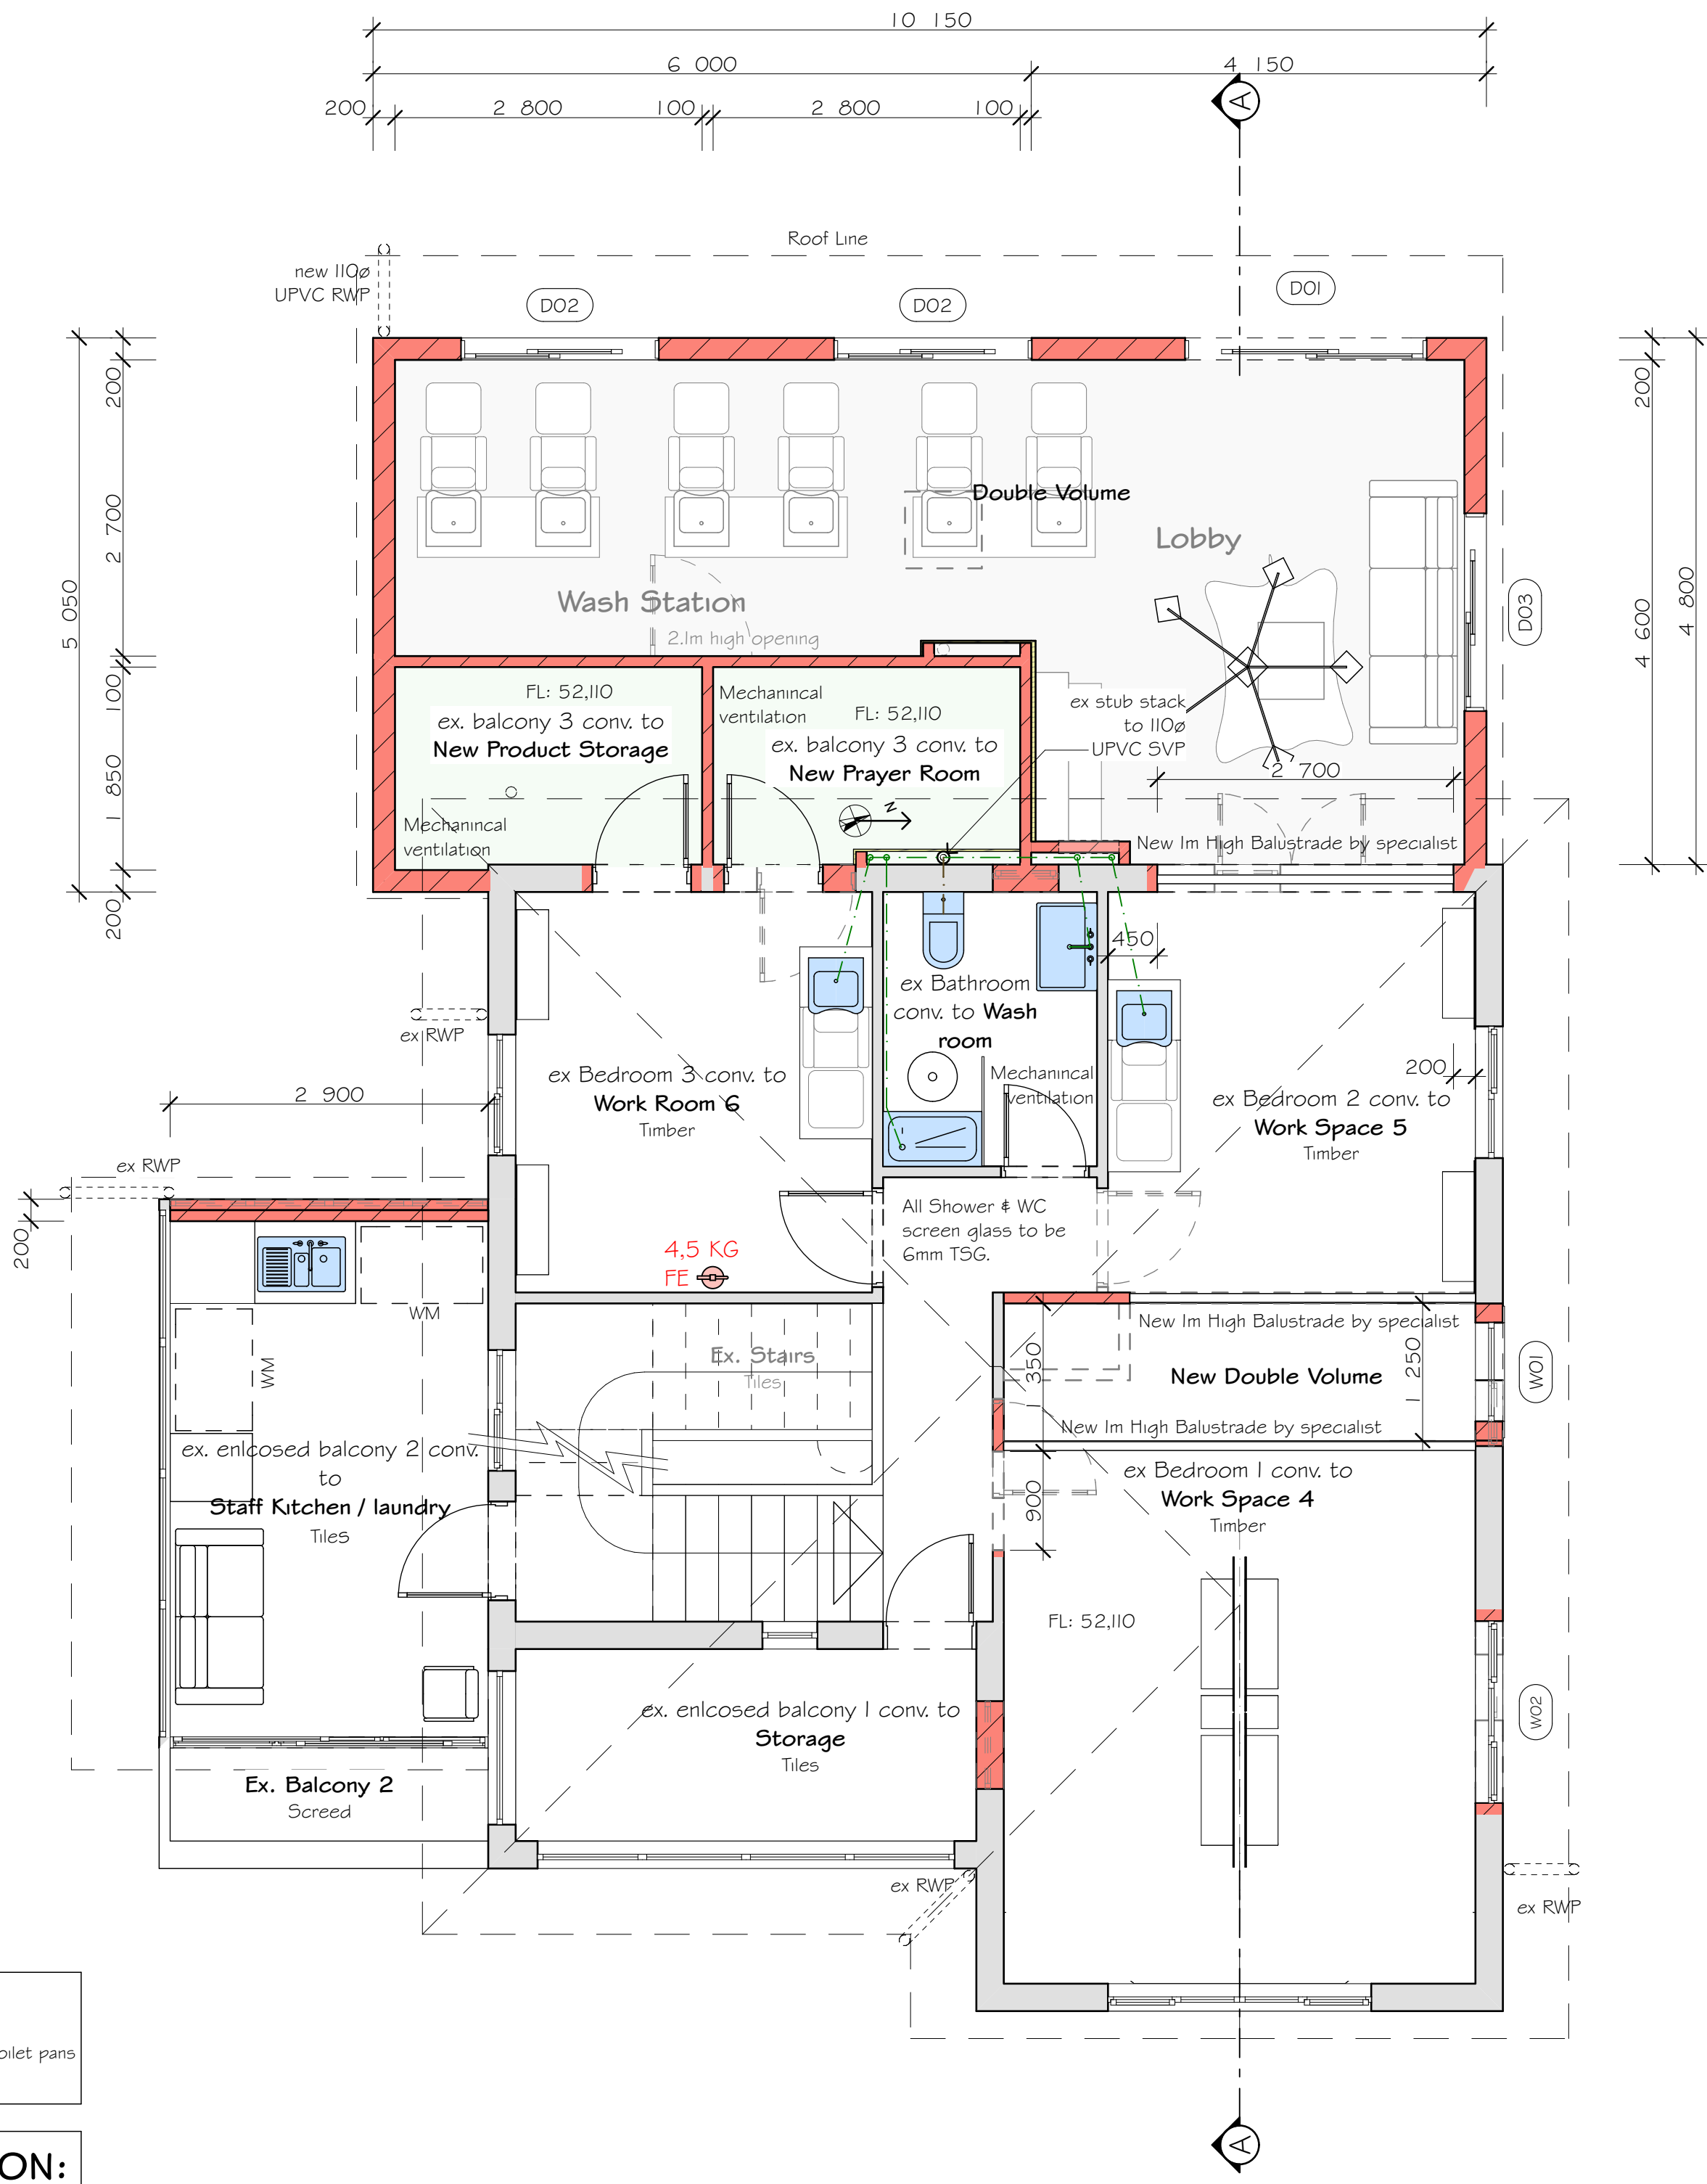 10 150
6 000
4 150
200
2 800
100
2 800
100
A
Roof Line
new 110ø
UPVC RWP
D02
D02
D01
200
2 700
5 050
100
1 850
200
200
4 600
4 800
D03
Double Volume
Lobby
Wash Station
2.1m high opening
FL: 52,110
ex. balcony 3 conv. to
New Product Storage
Mechanincal
ventilation
Mechanincal
ventilation
FL: 52,110
ex. balcony 3 conv. to
New Prayer Room
N
ex stub stack
to 110ø
UPVC SVP
2 700
New 1m High Balustrade by specialist
450
ex Bathroom
conv. to Wash
room
Mechanincal
ventilation
ex RWP
ex Bedroom 3 conv. to
Work Room 6
Timber
200
ex Bedroom 2 conv. to
Work Space 5
Timber
2 900
ex RWP
200
All Shower & WC
screen glass to be
6mm TSG.
4,5 KG
FE
WM
WM
Ex. Stairs
Tiles
New 1m High Balustrade by specialist
1 350
1 250
New Double Volume
W01
New 1m High Balustrade by specialist
ex. enlcosed balcony 2 conv.
to
Staff Kitchen / laundry
Tiles
900
ex Bedroom 1 conv. to
Work Space 4
Timber
FL: 52,110
W02
ex. enlcosed balcony 1 conv. to
Storage
Tiles
Ex. Balcony 2
Screed
ex RWP
ex RWP
oilet pans
A
ON: